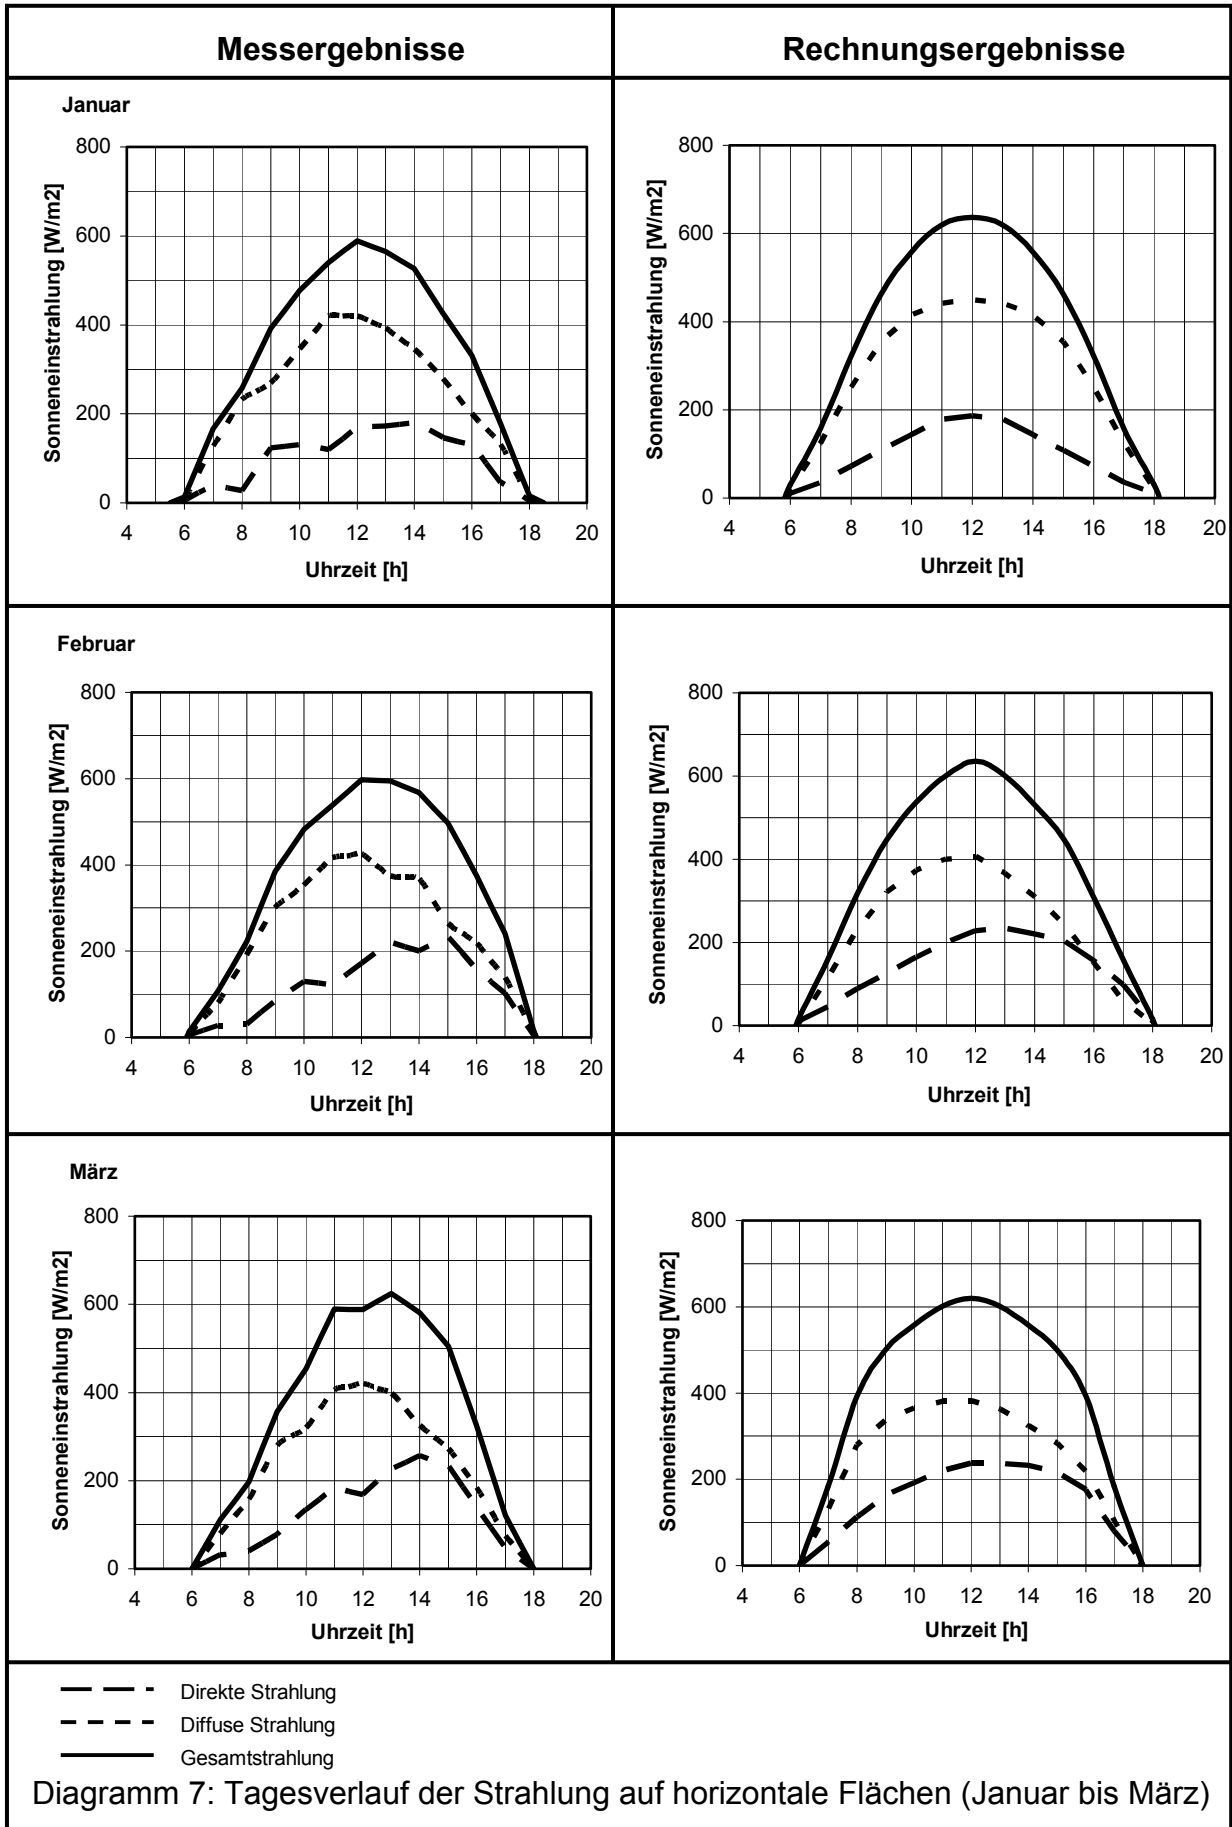 Messergebnisse
Rechnungsergebnisse
Januar
800
600
400
200
0
4 6 8 10 12 14 16 18 20
Sonneneinstrahlung [W/m2]
Uhrzeit [h]
800
600
400
200
0
4 6 8 10 12 14 16 18 20
Sonneneinstrahlung [W/m2]
Uhrzeit [h]
Februar
800
600
400
200
0
4 6 8 10 12 14 16 18 20
Sonneneinstrahlung [W/m2]
Uhrzeit [h]
800
600
400
200
0
4 6 8 10 12 14 16 18 20
Sonneneinstrahlung [W/m2]
Uhrzeit [h]
März
800
600
400
200
0
4 6 8 10 12 14 16 18 20
Sonneneinstrahlung [W/m2]
Uhrzeit [h]
800
600
400
200
0
4 6 8 10 12 14 16 18 20
Sonneneinstrahlung [W/m2]
Uhrzeit [h]
Direkte Strahlung
Diffuse Strahlung
Gesamtstrahlung
Diagramm 7: Tagesverlauf der Strahlung auf horizontale Flächen (Januar bis März)